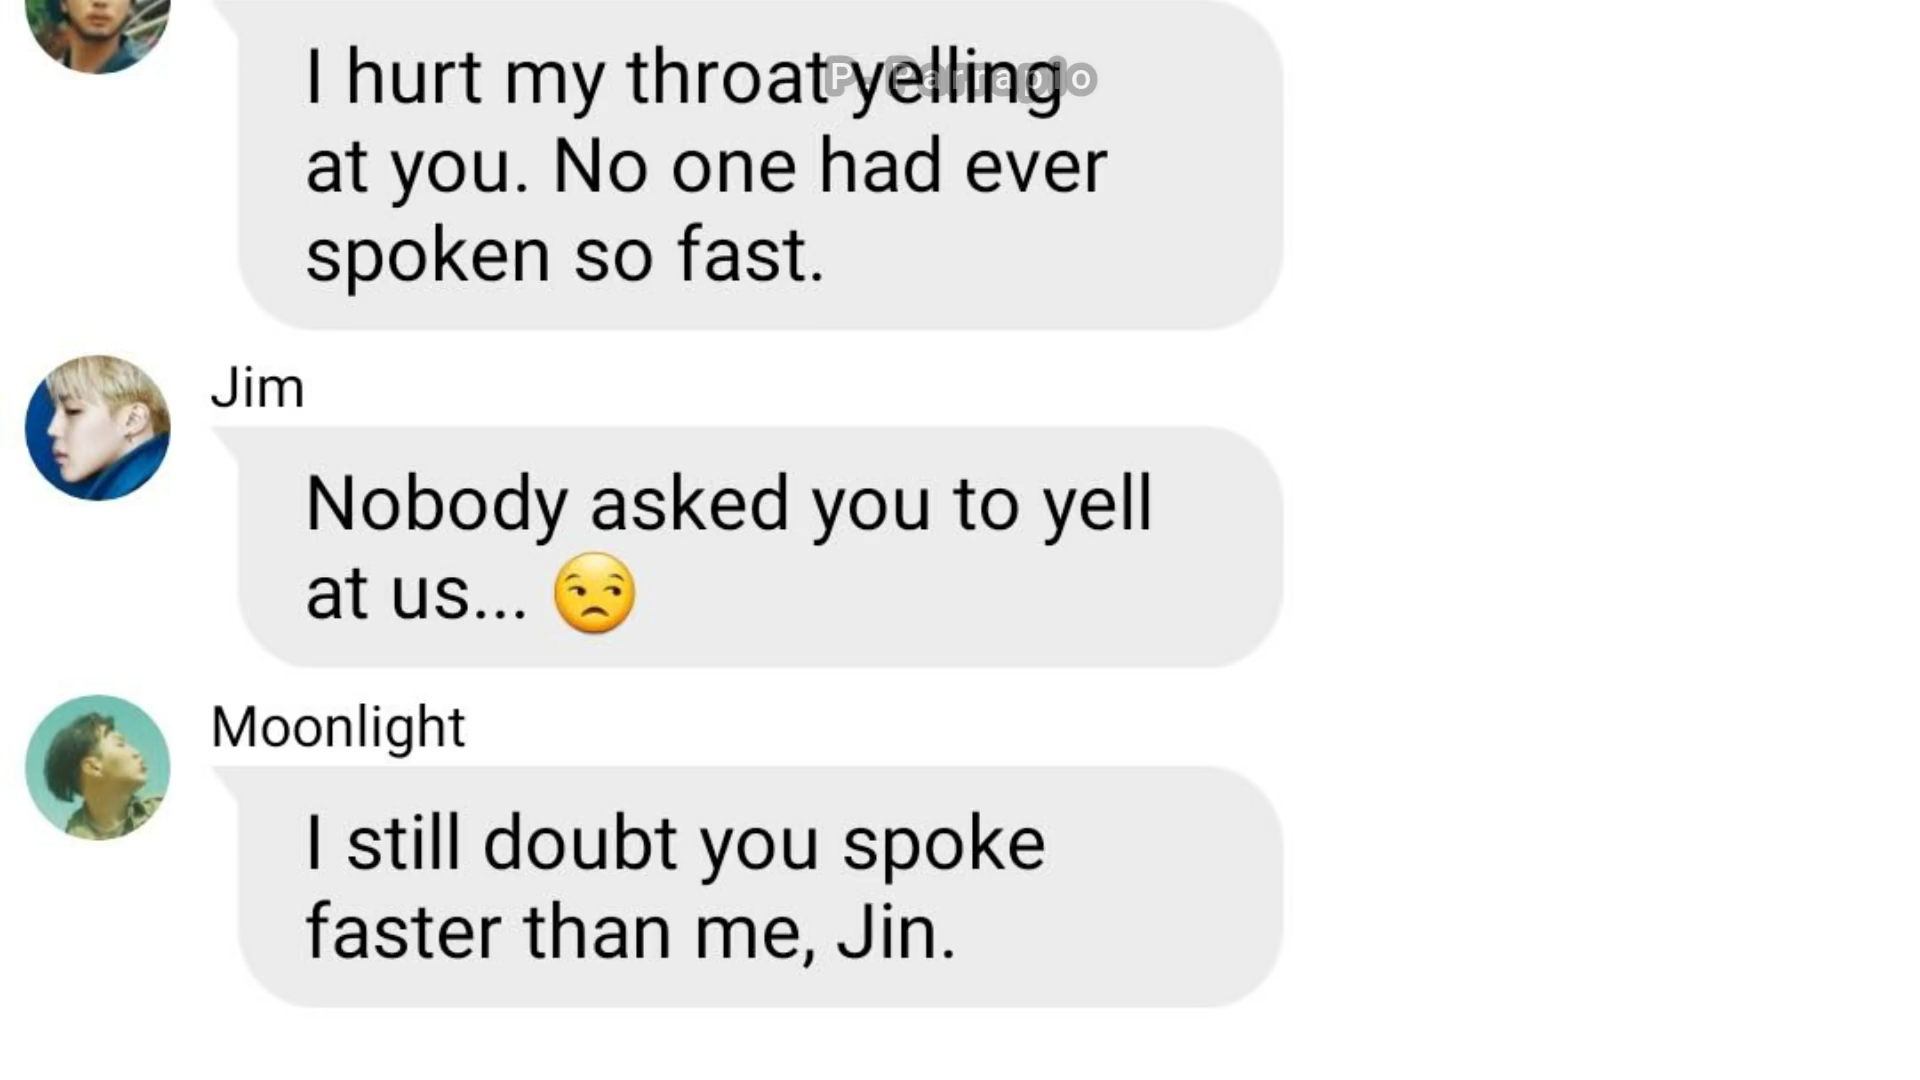 I hurt my throat yelling
at you. No one had ever
spoken so fast.
Jim
Nobody asked you to yell
at us... 😒
Moonlight
I still doubt you spoke
faster than me, Jin.